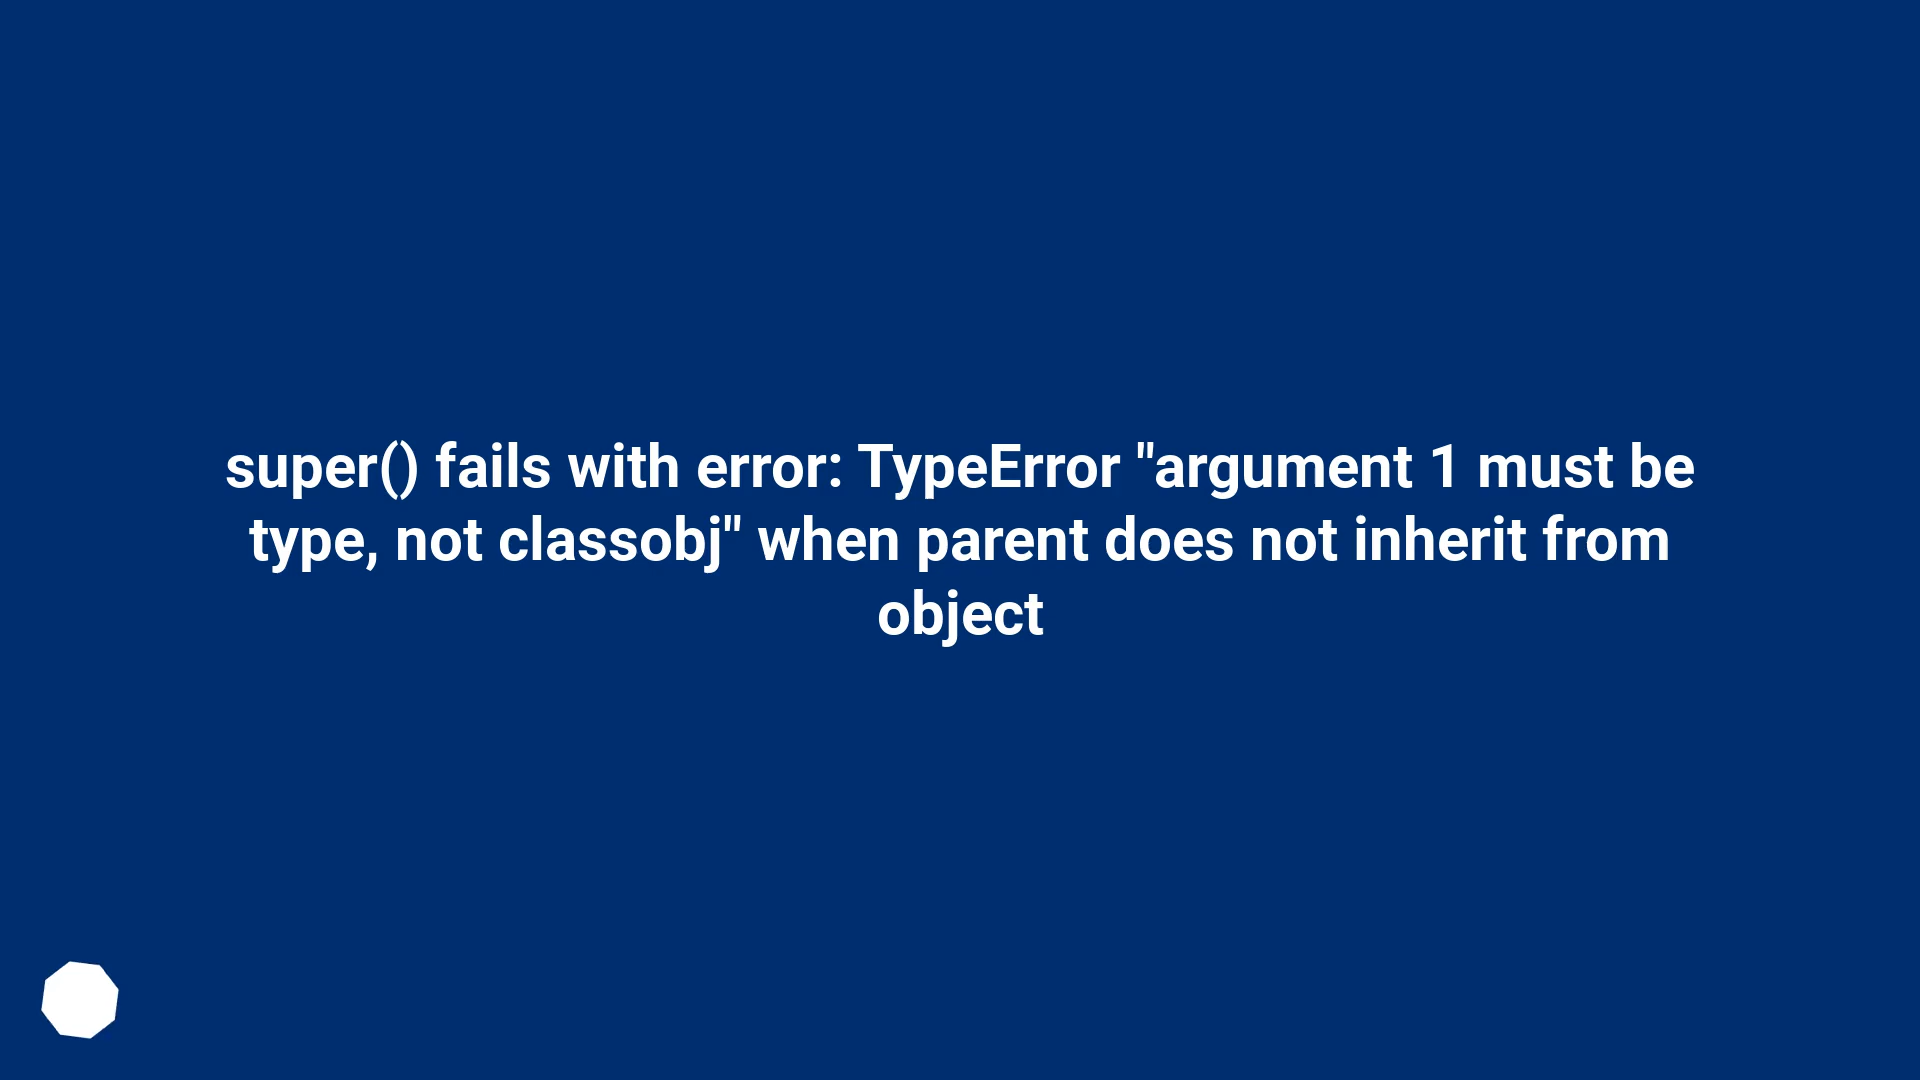 super() fails with error: TypeError "argument 1 must be
type, not classobj" when parent does not inherit from
object